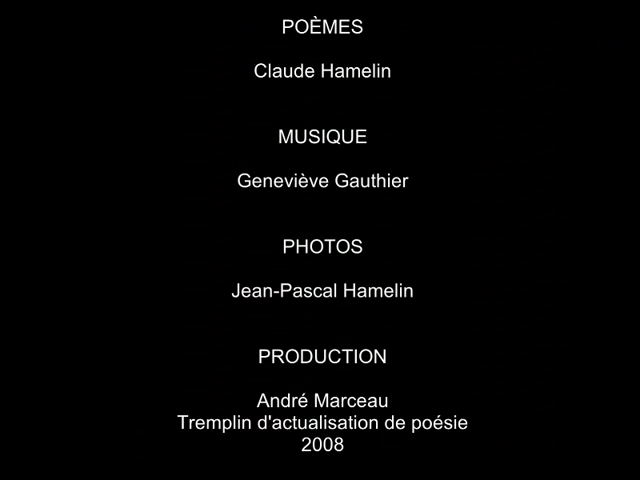 POÈMES
Claude Hamelin
MUSIQUE
Geneviève Gauthier
PHOTOS
Jean-Pascal Hamelin
PRODUCTION
André Marceau
Tremplin d'actualisation de poésie
2008